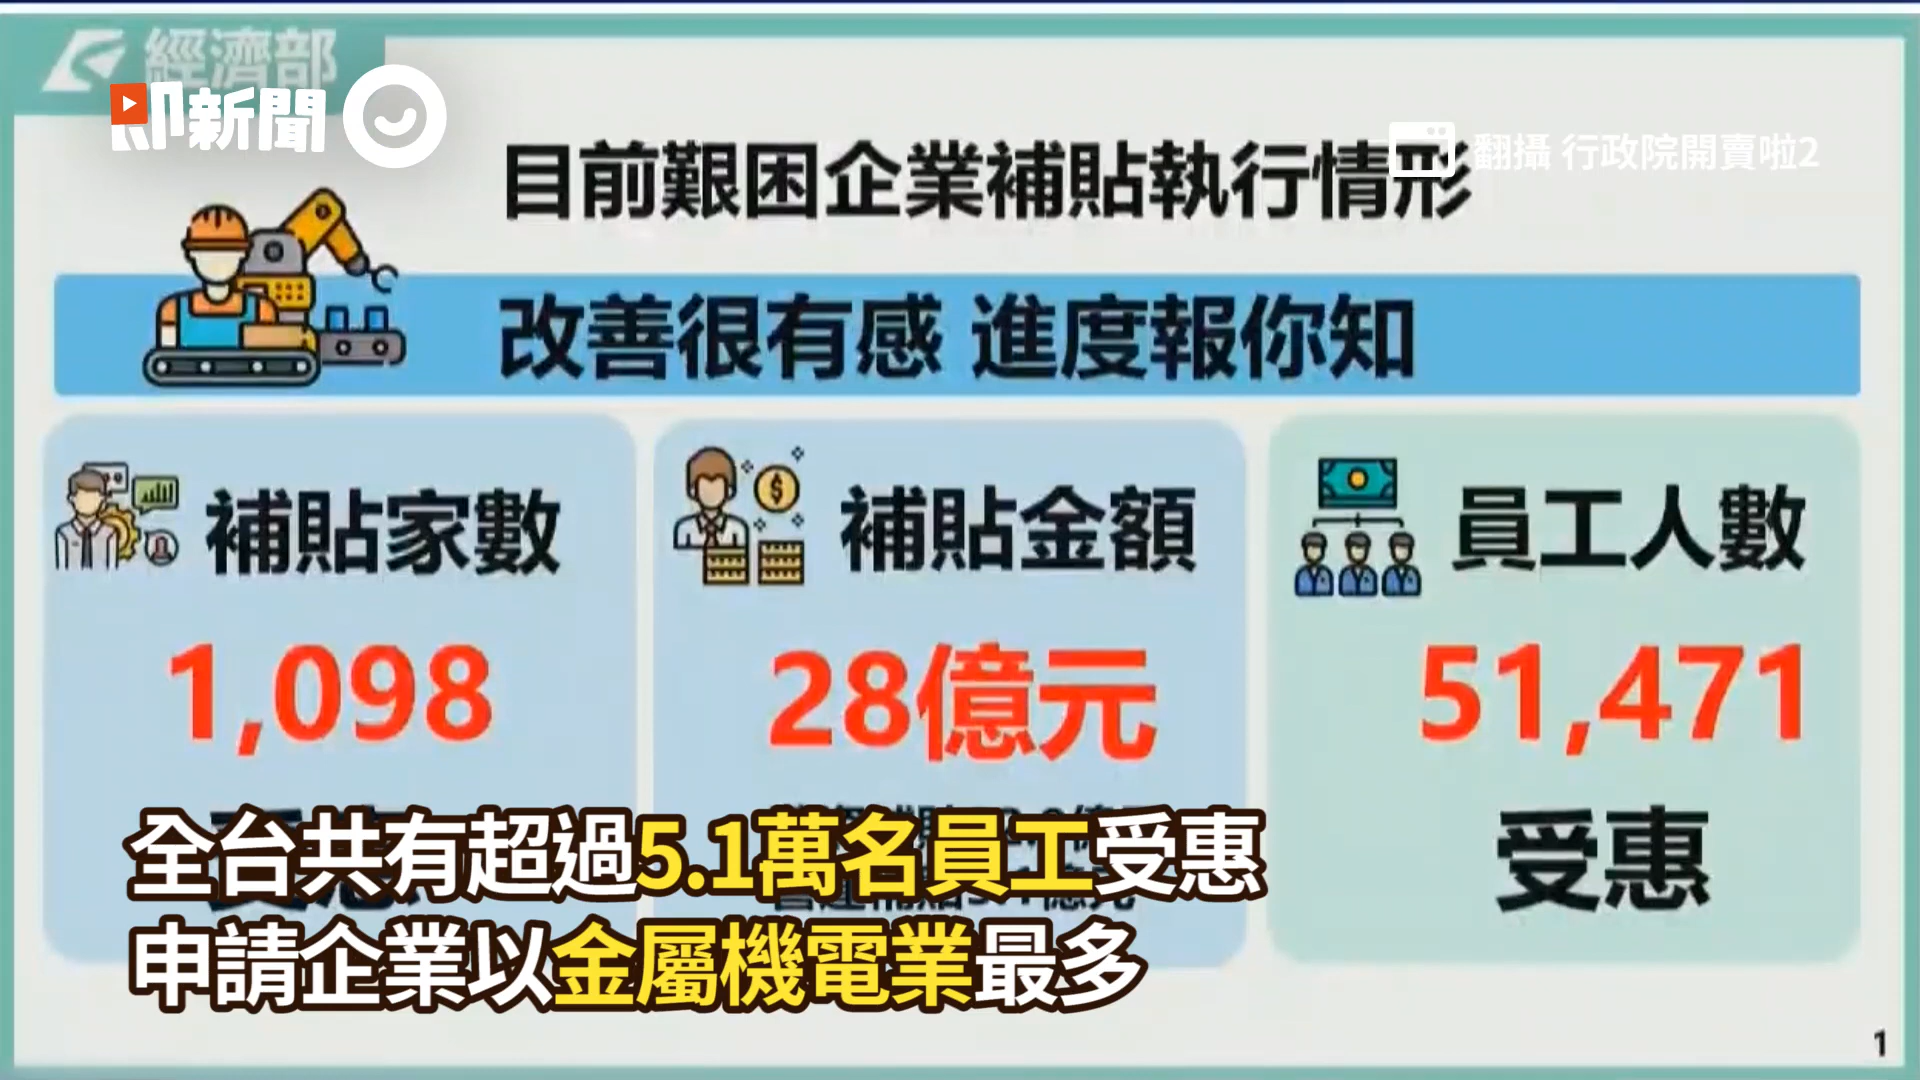 經濟部
即新聞
翻攝 行政院開賣啦2
目前艱困企業補貼執行情形
改善很有感 進度報你知
補貼家數
1,098
補貼金額
28億元
員工人數
51,471
受惠
全台共有超過5.1萬名員工受惠
申請企業以金屬機電業最多
1